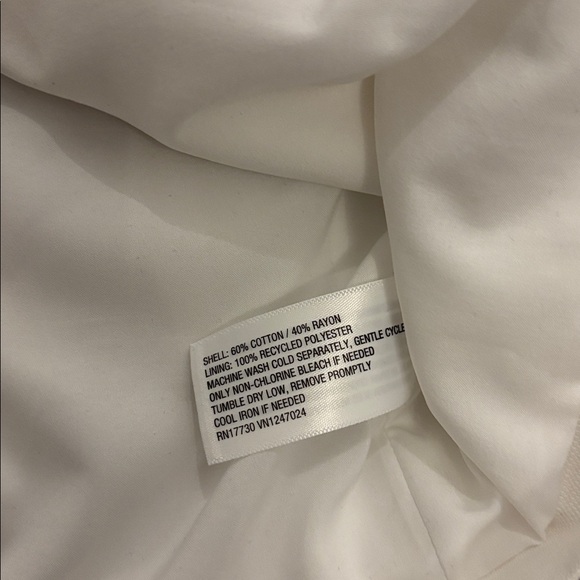 SHELL: 60% COTTON / 40% RAYON
LINING: 100% RECYCLED POLYESTER
MACHINE WASH COLD SEPARATELY, GENTLE CYCLE
ONLY NON-CHLORINE BLEACH IF NEEDED
TUMBLE DRY LOW, REMOVE PROMPTLY
COOL IRON IF NEEDED
RN17730 VN1247024